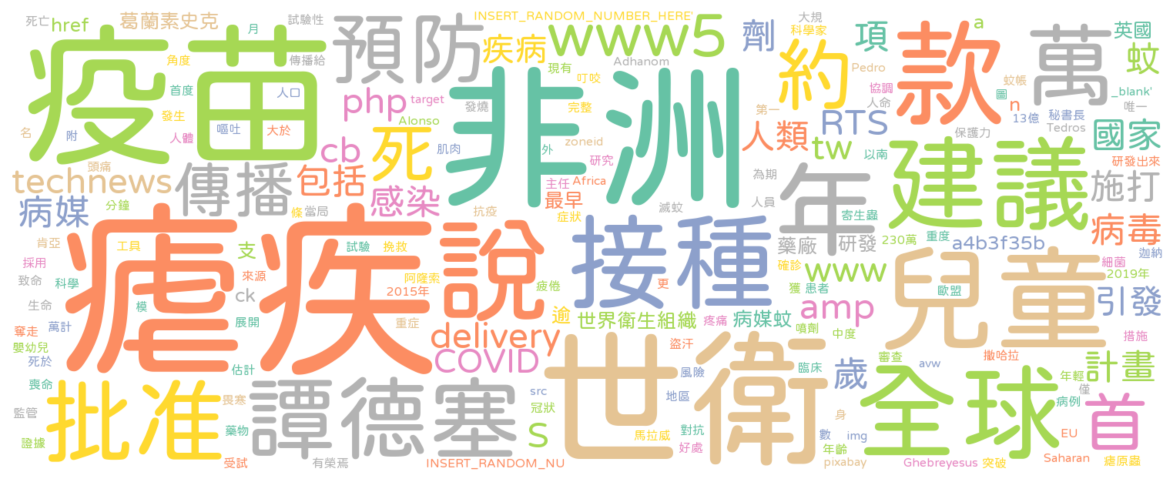 死亡 葛蘭素史克 月 試驗性 INSERT_RANDOM_NUMBER_HERE' 大規 a 英國
href 預防 疾病 www5 劑 科學家 項 款 萬 蚊
疫苗 角度 傳播給 現有 Adhanom 約 Pedro 蚊帳 _blank'
首度 人口 php target 發燒 叮咬 完整 非洲 協調 圖 唯一
發生 Alonso 第一 人命 n 13億 秘書長
名 附 人體 嘔吐 大於 cb 死 肌肉 外 zoneid 人類 RTS 保護力 Tedros 國家
頭痛 研究 tw 以南 建議 研發出來
technews 傳播 包括 主任 Africa 為期 年 施打
病媒 分鐘 感染 最早 滅蚊 人員 寄生蟲
條 當局 抗疫 症狀 接種 病毒
肯亞 工具 虐疾 支 試驗 挽救 說 藥廠 研發 230萬 重度 a4b3f35b 迦納
採用 科學 來源 阿薩索 疲倦 確診 www 兒童 細菌 2019年
致命 2015年 更 獲 患者 歐盟
生命 模 ck 重症 逾 amp 引發
奪走 萬計 展開 delivery 世界衛生組織 疼痛 病媒蚊 噴劑 中度 措施
嬰幼兒 死於 估計 COVID 盜汗 世衛 審查 avw 撤哈拉 計畫
喪命 批准 畏寒 譚德塞 src 風險 臨床 歲 全球 年輕 僅
監管 藥物 冠狀 地區 身 病例 首
證據 S 馬拉威 對抗 數 img EU
受試 有榮焉 INSERT_RANDOM_NU 好處 年齡 pixabay Ghebreyesus 突破 Saharan 瘧原蟲